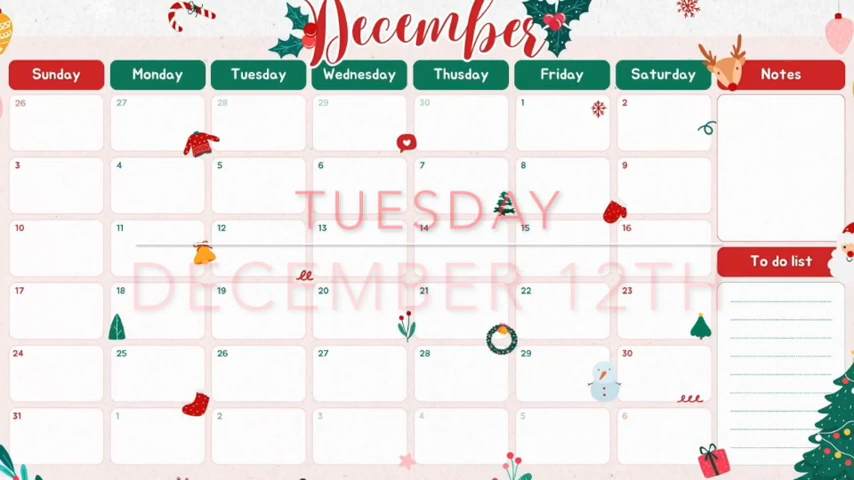 December
Sunday Monday Tuesday Wednesday Thusday Friday Saturday Notes
26 27 28 29 30 1 2
3 4 5 6 7 8 9
TUESDAY
10 11 12 13 14 15 16
To do list
DECEMBER 12TH
17 18 19 20 21 22 23
24 25 26 27 28 29 30
31 1 2 3 4 5 6